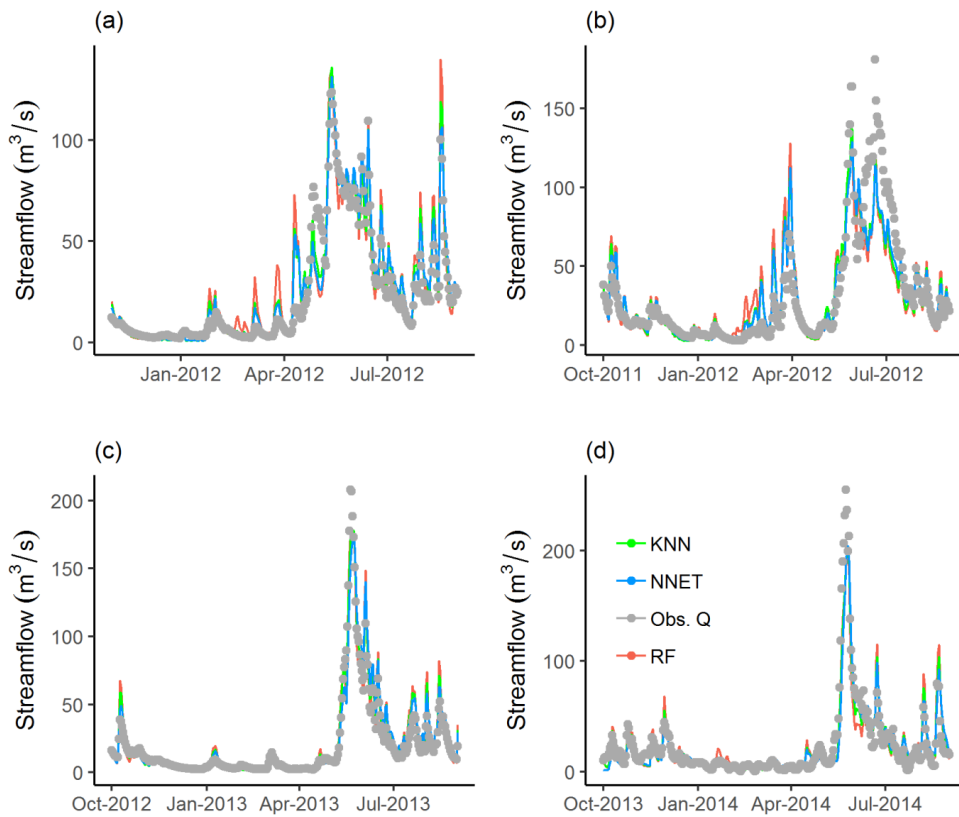 (a)
Streamflow (m³/s)
100
50
0
Jan-2012 Apr-2012 Jul-2012
(b)
Streamflow (m³/s)
150
100
50
0
Oct-2011 Jan-2012 Apr-2012 Jul-2012
(c)
Streamflow (m³/s)
200
150
100
50
0
Oct-2012 Jan-2013 Apr-2013 Jul-2013
(d)
Streamflow (m³/s)
200
100
0
KNN
NNET
Obs. Q
RF
Oct-2013 Jan-2014 Apr-2014 Jul-2014